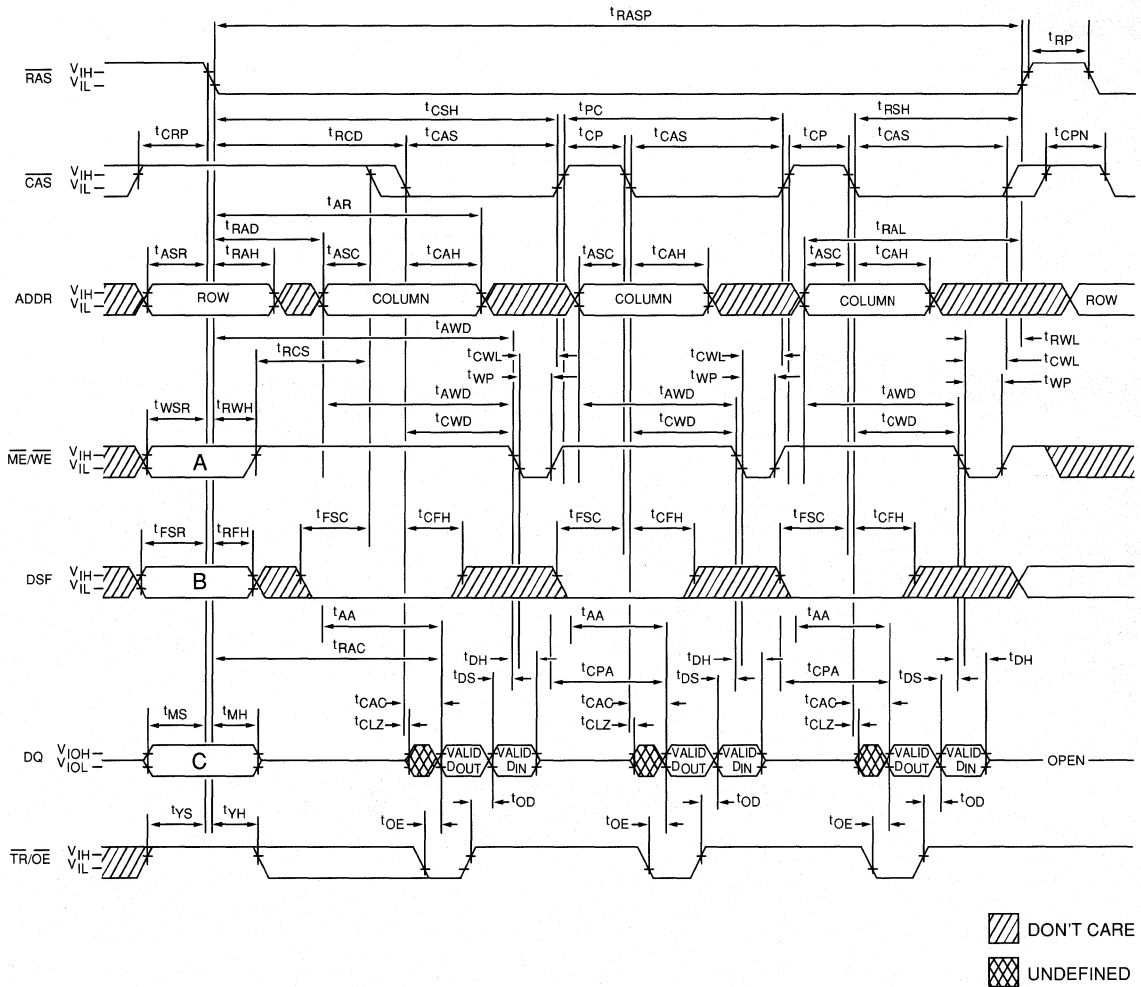 tRASP
tRP
RAS VIH VIL
tCSH tPC tRSH
tCRP tRCD tCAS tCP tCAS tCP tCAS tCPN
CAS VIH VIL
tAR
tRAD tRAL
tASR tRAH tASC tCAH tASC tCAH tASC tCAH
ADDR VIH VIL ROW COLUMN COLUMN COLUMN ROW
tAWD tRWL
tRCS tCWL tCWL tCWL
tWP tWP tWP
tAWD tAWD tAWD
tWSR tRWH tCWD tCWD tCWD
ME/WE VIH VIL A
tFSR tRFH tFSC tCFH tFSC tCFH tFSC tCFH
DSF VIH VIL B
tAA tAA tAA
tRAC tDH tDH tDH
tDS tCPA tDS tCPA tDS
tCAC tCAC tCAC
tMS tMH tCLZ tCLZ tCLZ
DQ VIOH VIOL C VALID DOUT VALID DIN VALID DOUT VALID DIN VALID DOUT VALID DIN OPEN
tYS tYH tOE tOD tOE tOD tOE tOD
TR/OE VIH VIL
DON'T CARE
UNDEFINED